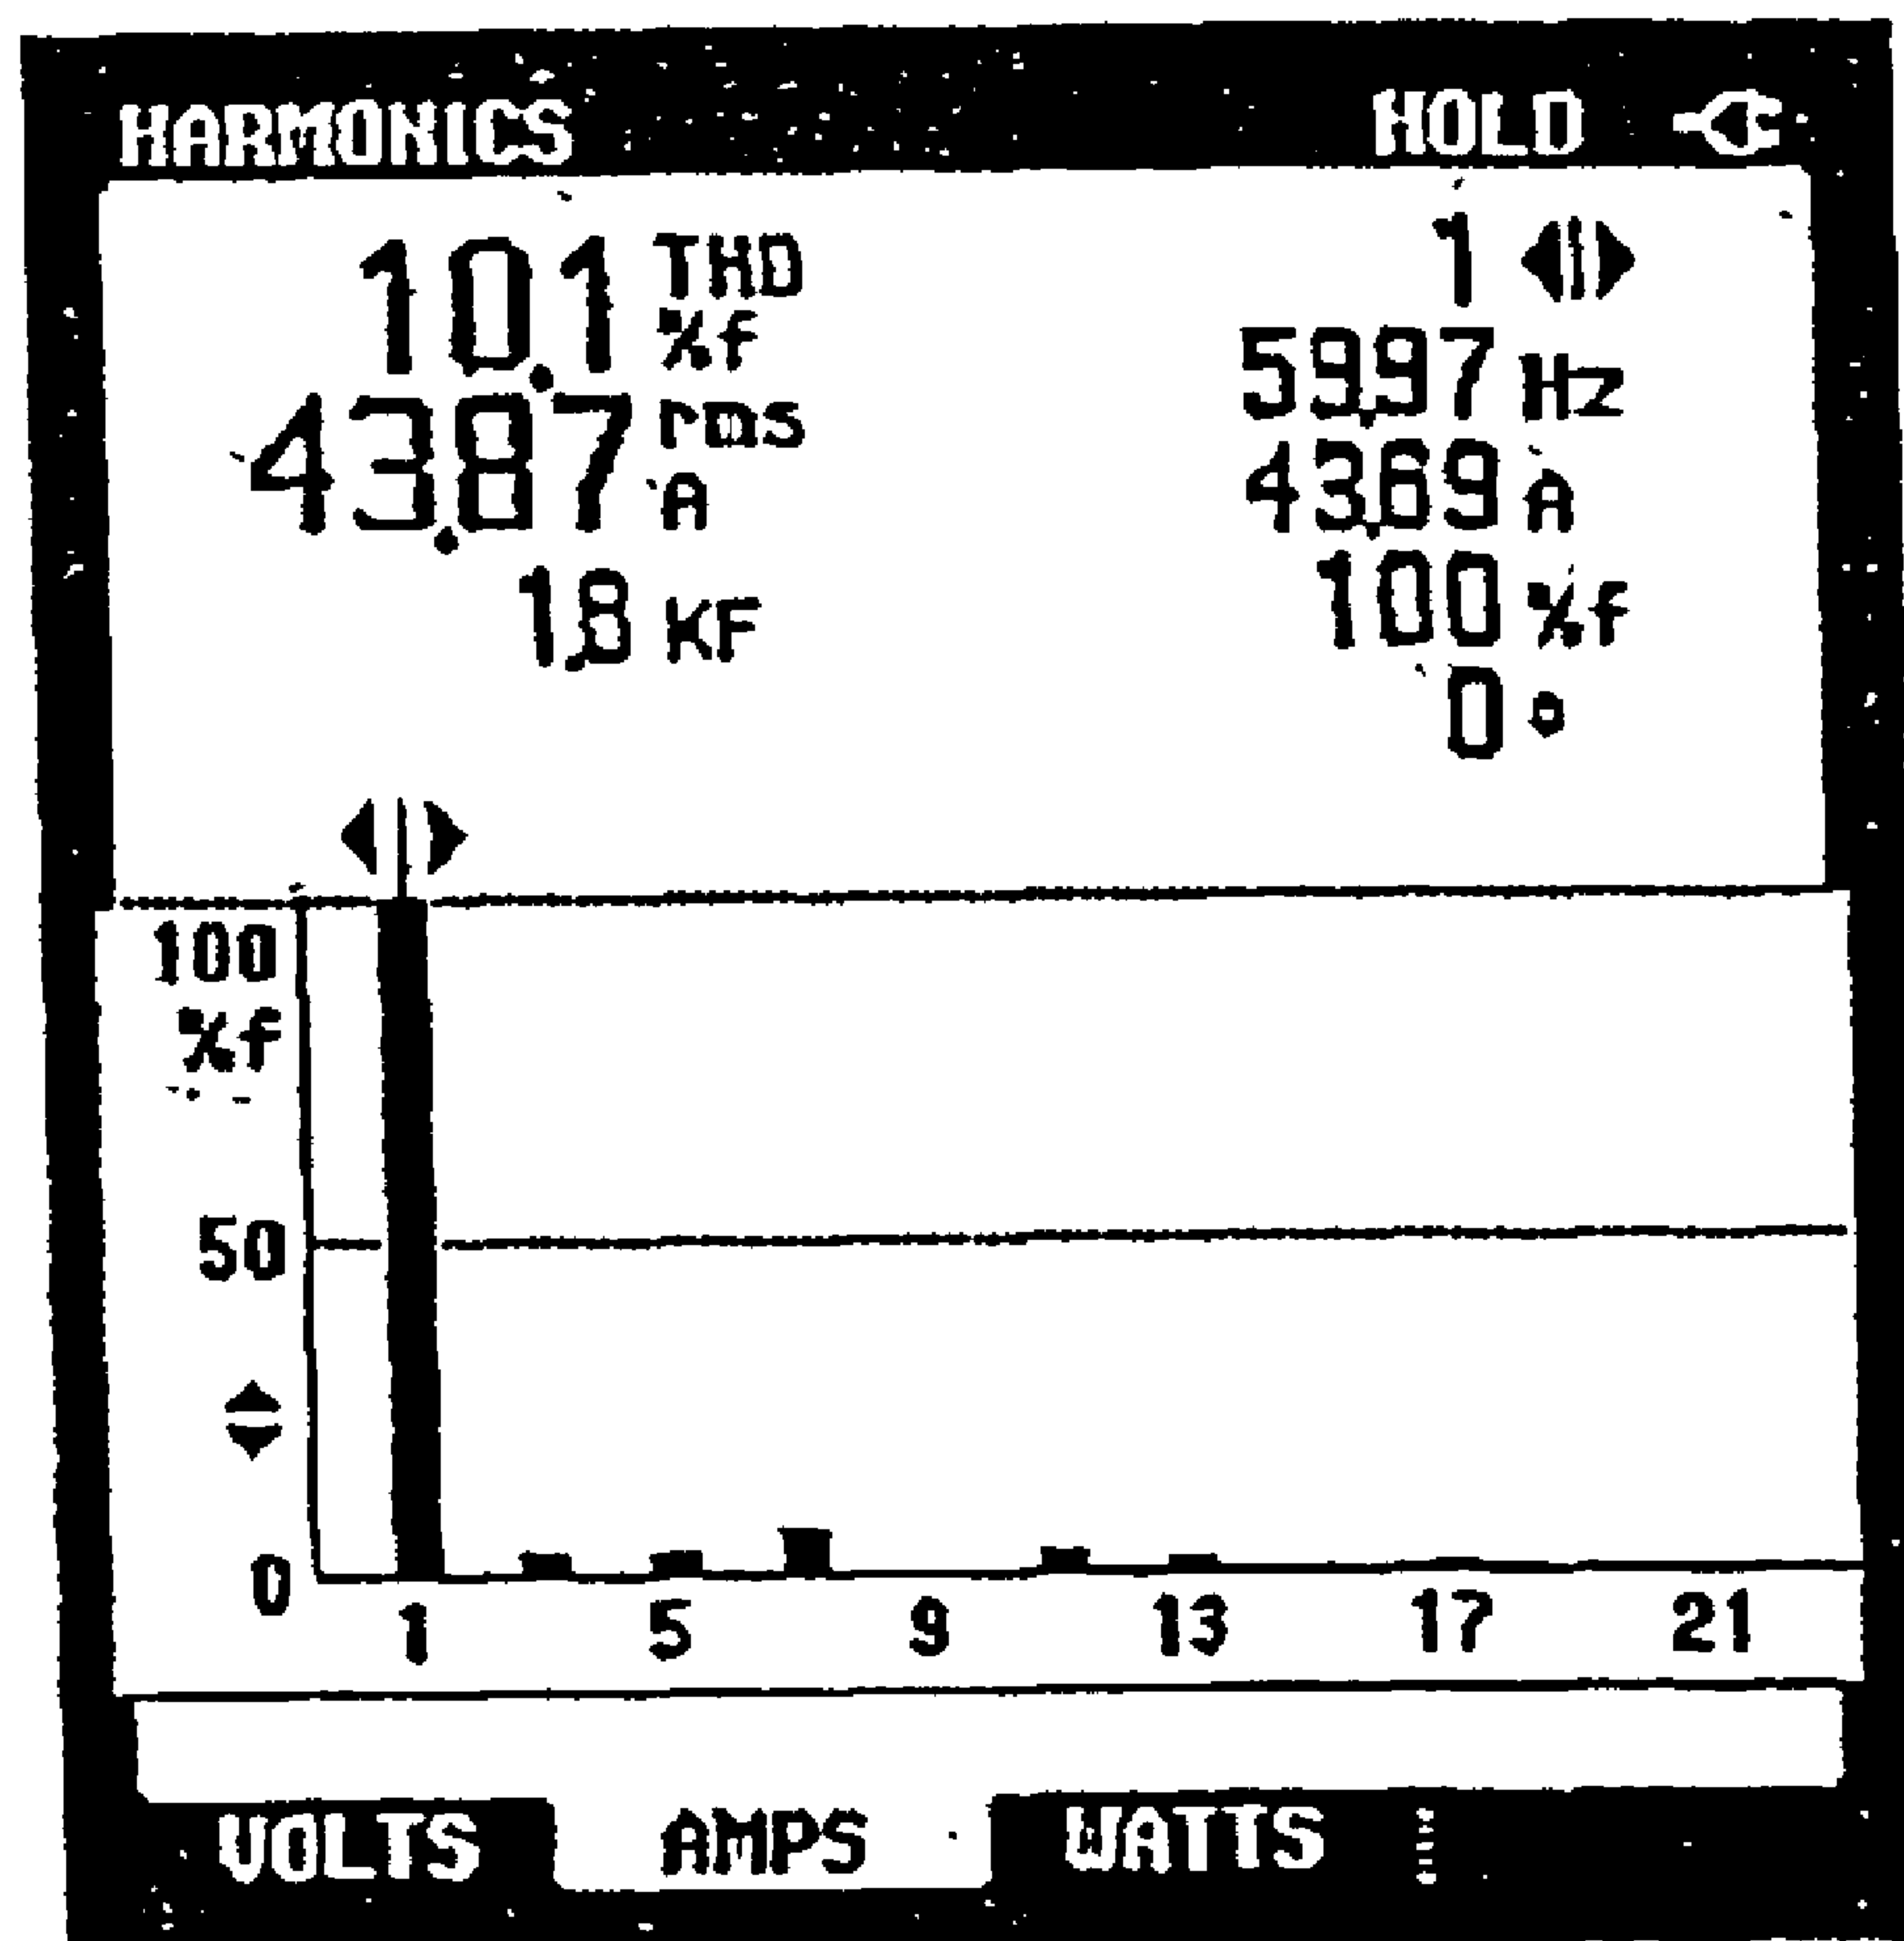 HARMONICS HOLD
10.1 THD %f
43.87 rms A
1.8 KF
1
59.97 Hz
43.69 A
100 %f
0 °
100
%f
50
0
1 5 9 13 17 21
VOLTS AMPS WATTS